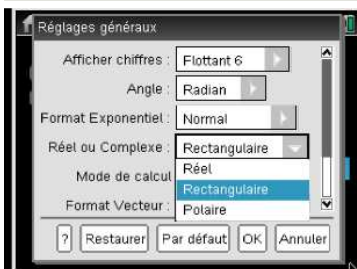 Réglages généraux
Afficher chiffres : Flottant 6
Angle : Radian
Format Exponentiel : Normal
Réel ou Complexe : Rectangulaire
Réel
Mode de calcul
Rectangulaire
Format Vecteur :
Polaire
? Restaurer Par défaut OK Annuler